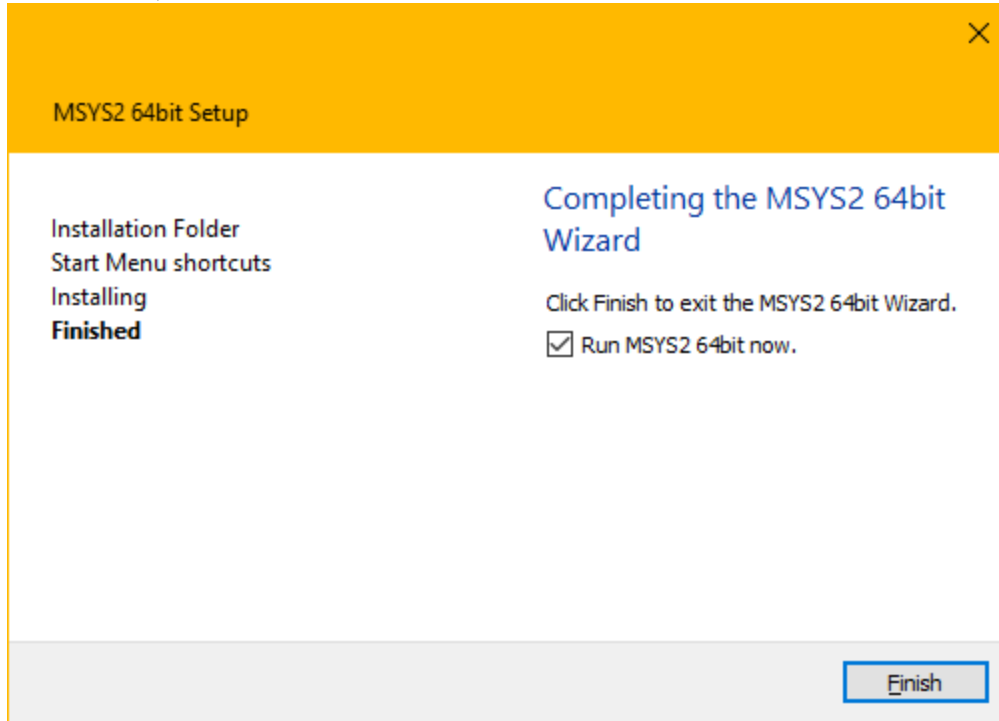 MSYS2 64bit Setup
Installation Folder
Start Menu shortcuts
Installing
Finished
Completing the MSYS2 64bit
Wizard
Click Finish to exit the MSYS2 64bit Wizard.
Run MSYS2 64bit now.
Finish